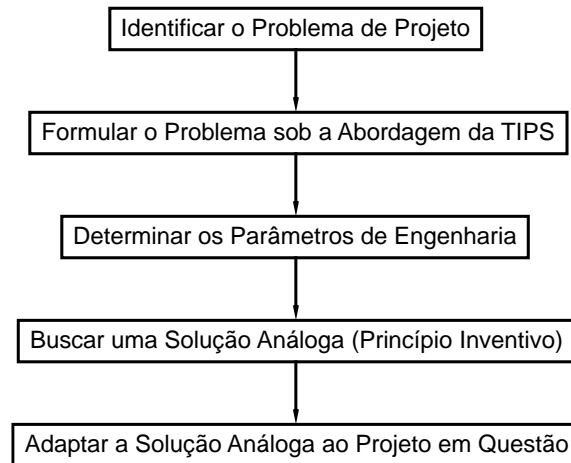 Identificar o Problema de Projeto
Formular o Problema sob a Abordagem da TIPS
Determinar os Parâmetros de Engenharia
Buscar uma Solução Análoga (Princípio Inventivo)
Adaptar a Solução Análoga ao Projeto em Questão